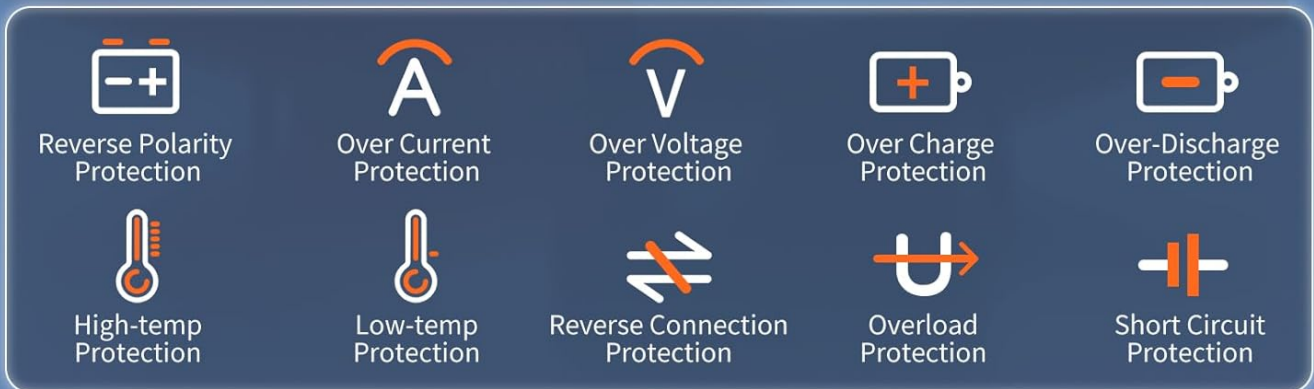 Reverse Polarity
Protection
Over Current
Protection
Over Voltage
Protection
Over Charge
Protection
Over-Discharge
Protection
High-temp
Protection
Low-temp
Protection
Reverse Connection
Protection
Overload
Protection
Short Circuit
Protection